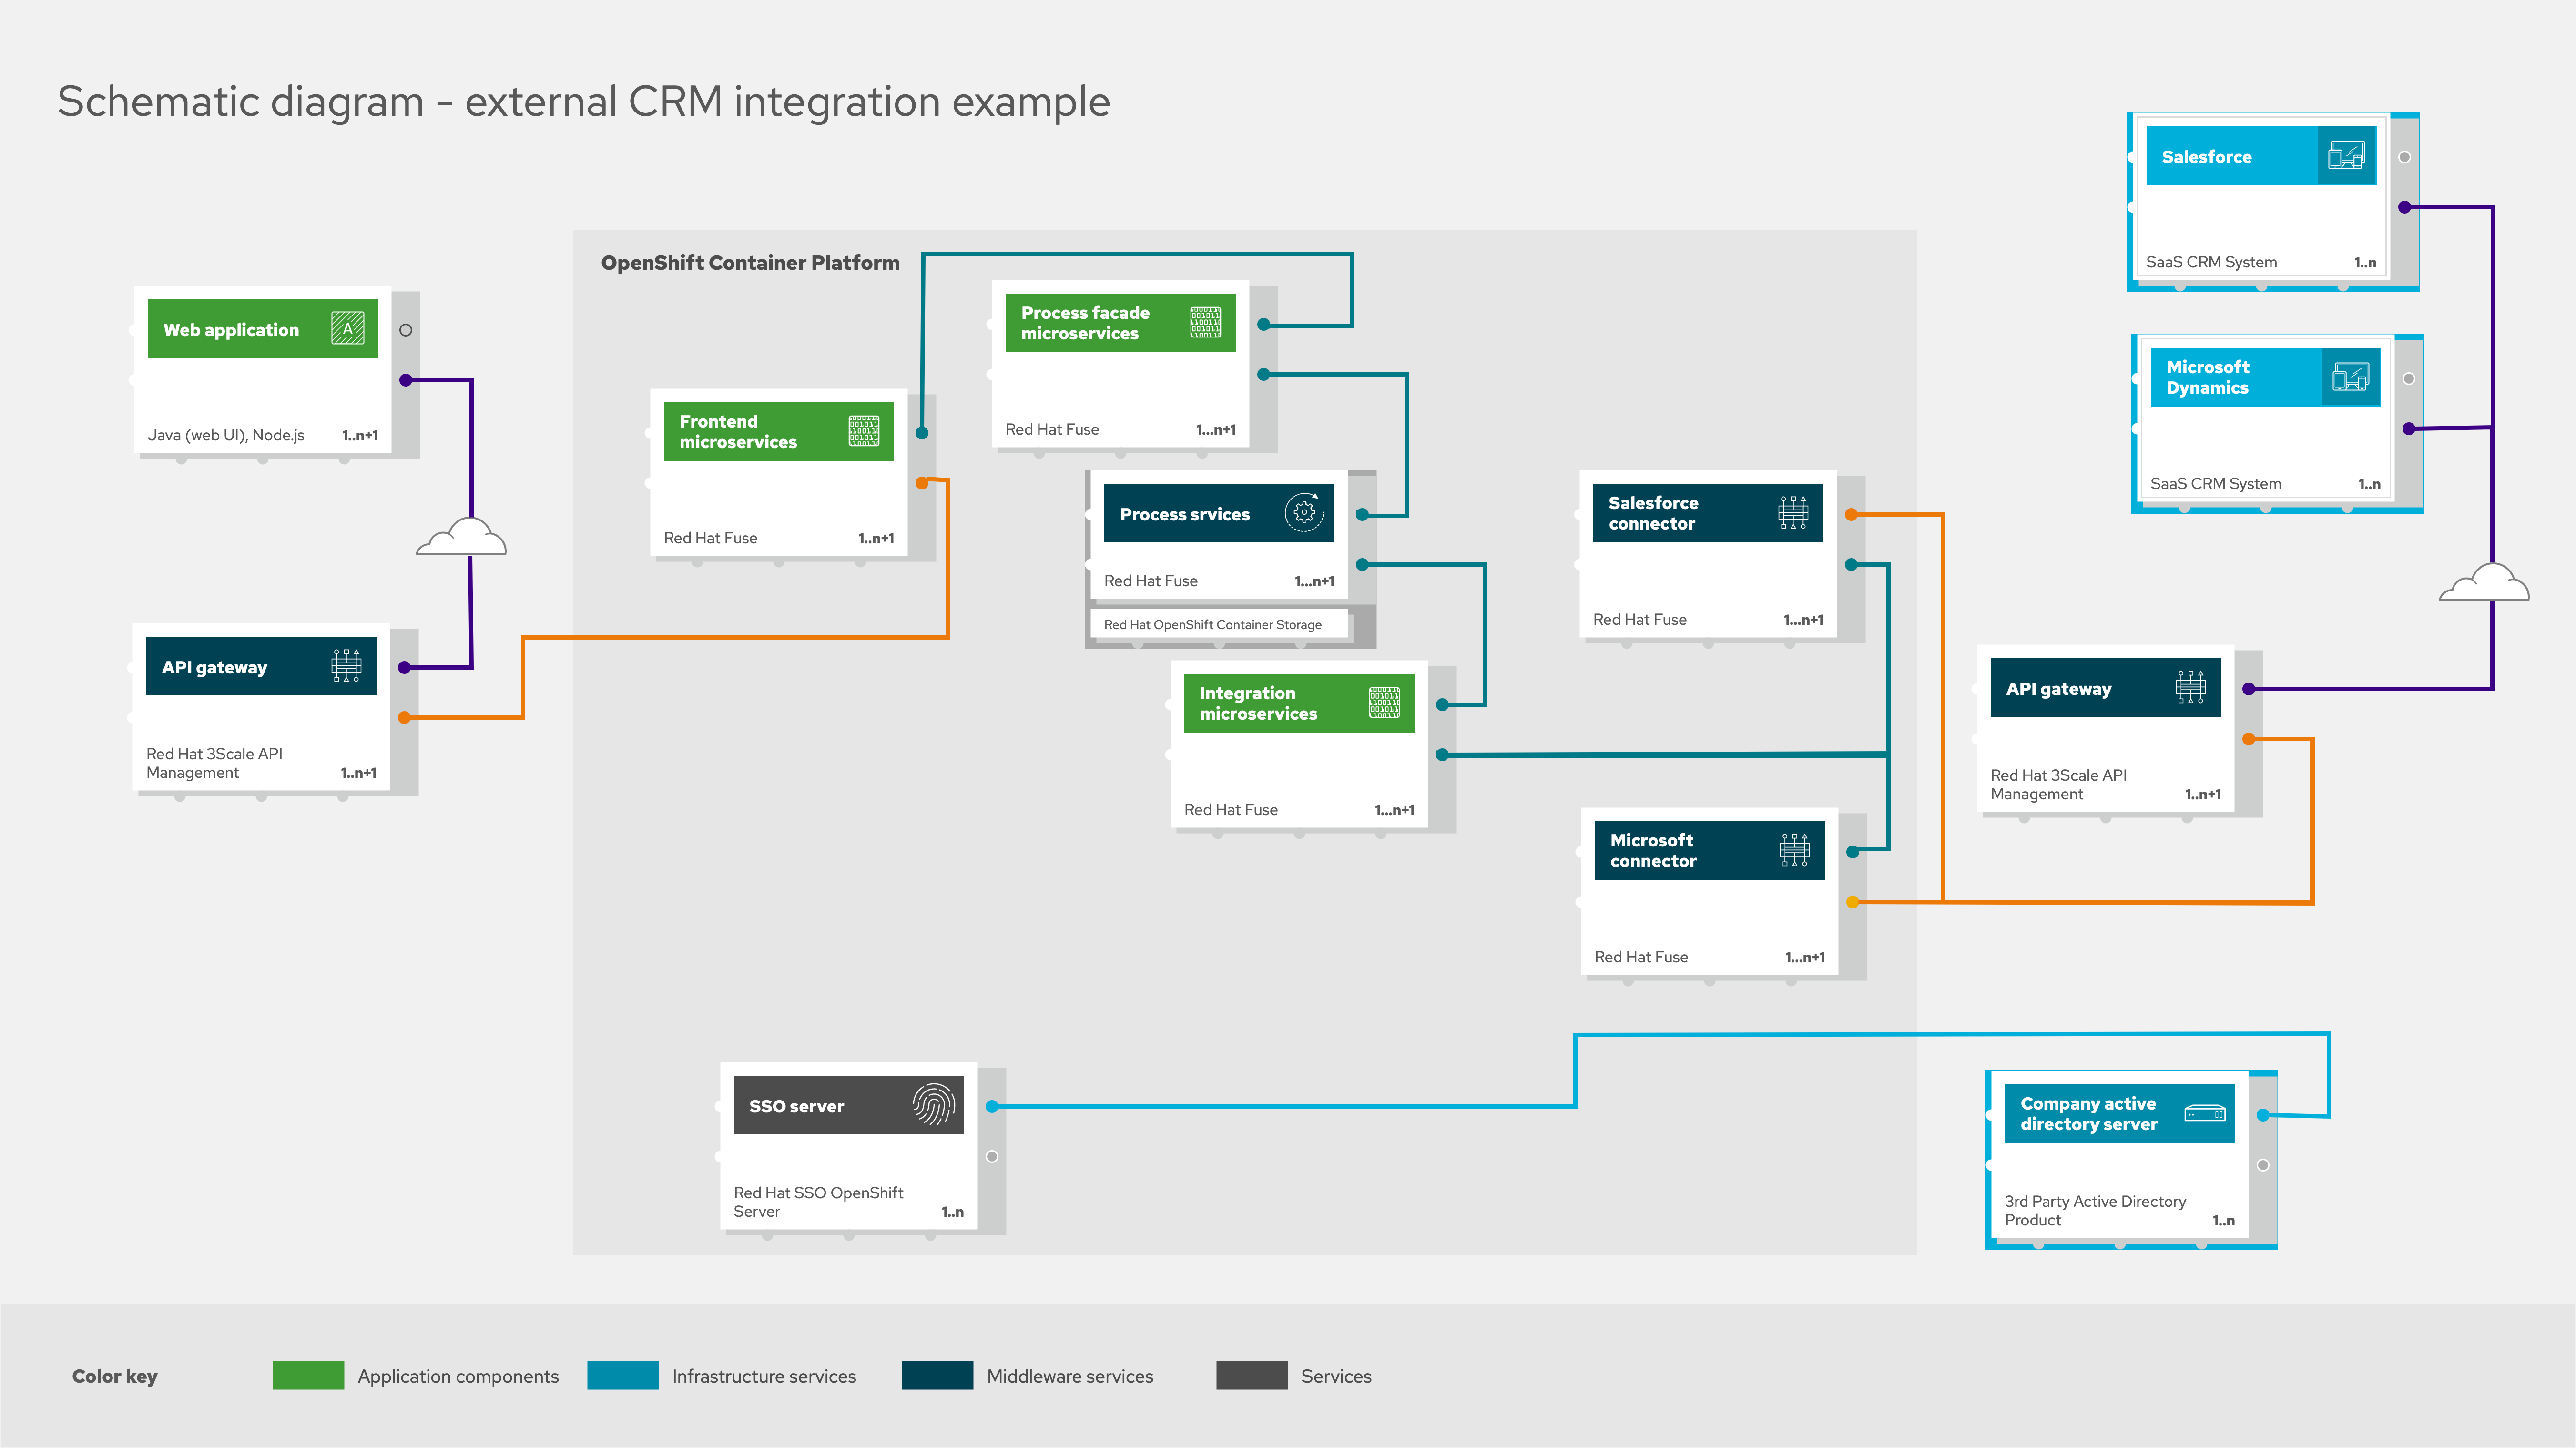 Schematic diagram - external CRM integration example
Salesforce
SaaS CRM System
1..n
Microsoft
Dynamics
SaaS CRM System
1..n
Web application
A
Java (web UI), Node.js
1..n+1
API gateway
Red Hat 3Scale API
Management
1..n+1
OpenShift Container Platform
Frontend
microservices
Red Hat Fuse
1..n+1
Process facade
microservices
Red Hat Fuse
1...n+1
Process srvices
Red Hat Fuse
1...n+1
Red Hat OpenShift Container Storage
Integration
microservices
Red Hat Fuse
1...n+1
Salesforce
connector
Red Hat Fuse
1...n+1
Microsoft
connector
Red Hat Fuse
1...n+1
API gateway
Red Hat 3Scale API
Management
1..n+1
SSO server
Red Hat SSO OpenShift
Server
1..n
Company active
directory server
3rd Party Active Directory
Product
1..n
Color key
Application components
Infrastructure services
Middleware services
Services